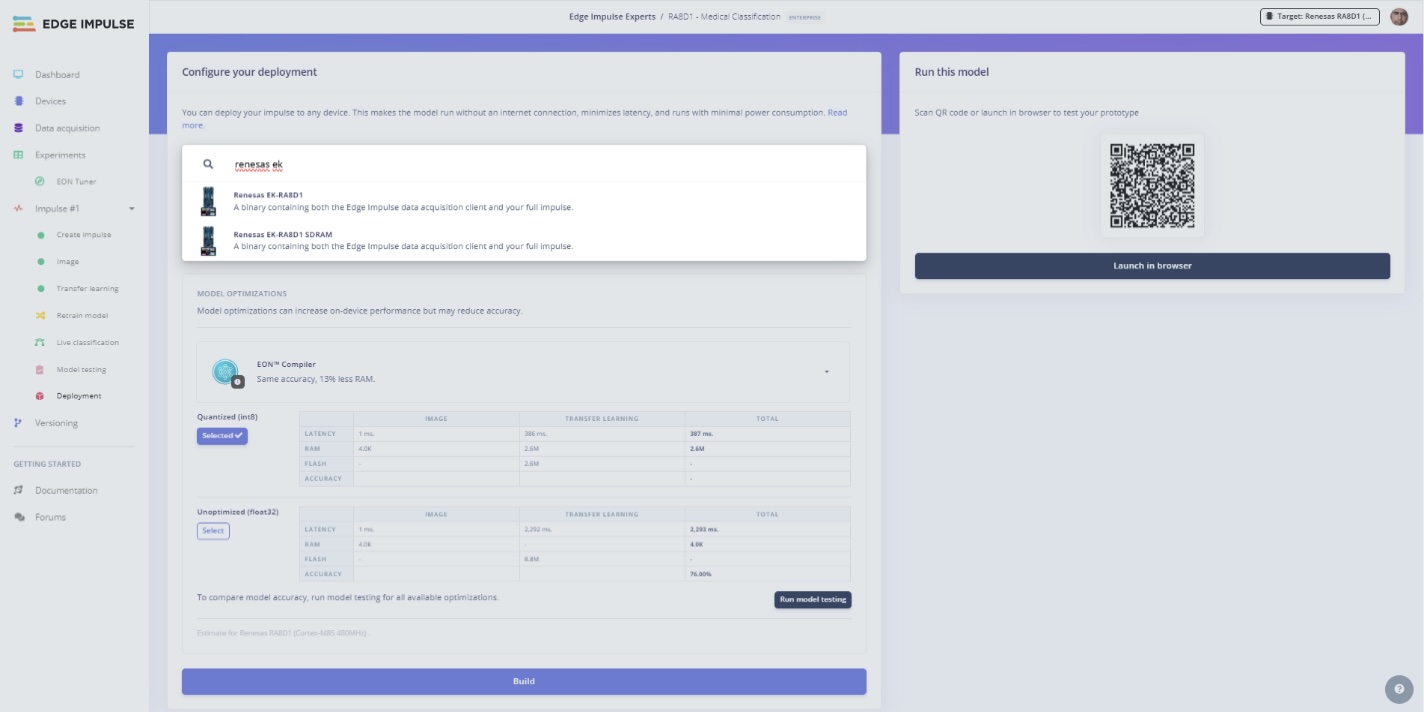 EDGE IMPULSE
Edge Impulse Experts / RA8D1 - Medical Classification ENTERPRISE
Target: Renesas RA8D1 (...
Dashboard
Devices
Data acquisition
Experiments
EON Tuner
Impulse #1
Create impulse
Image
Transfer learning
Retrain model
Live classification
Model testing
Deployment
Versioning
GETTING STARTED
Documentation
Forums
Configure your deployment
You can deploy your impulse to any device. This makes the model run without an internet connection, minimizes latency, and runs with minimal power consumption. Read
more.
renesas ek
Renesas EK-RA8D1
A binary containing both the Edge Impulse data acquisition client and your full impulse.
Renesas EK-RA8D1 SDRAM
A binary containing both the Edge Impulse data acquisition client and your full impulse.
MODEL OPTIMIZATIONS
Model optimizations can increase on-device performance but may reduce accuracy.
EON™ Compiler
Same accuracy, 13% less RAM.
Quantized (int8)
Selected
IMAGE TRANSFER LEARNING TOTAL
LATENCY 1 ms. 386 ms. 387 ms.
RAM 4.0K 2.6M 2.6M
FLASH - 2.6M -
ACCURACY -
Unoptimized (float32)
Select
IMAGE TRANSFER LEARNING TOTAL
LATENCY 1 ms. 2,292 ms. 2,293 ms.
RAM 4.0K - 4.0K
FLASH - 8.8M -
ACCURACY 76.00%
To compare model accuracy, run model testing for all available optimizations.
Run model testing
Estimate for Renesas RA8D1 (Cortex-M85 480MHz) .
Build
Run this model
Scan QR code or launch in browser to test your prototype
Launch in browser